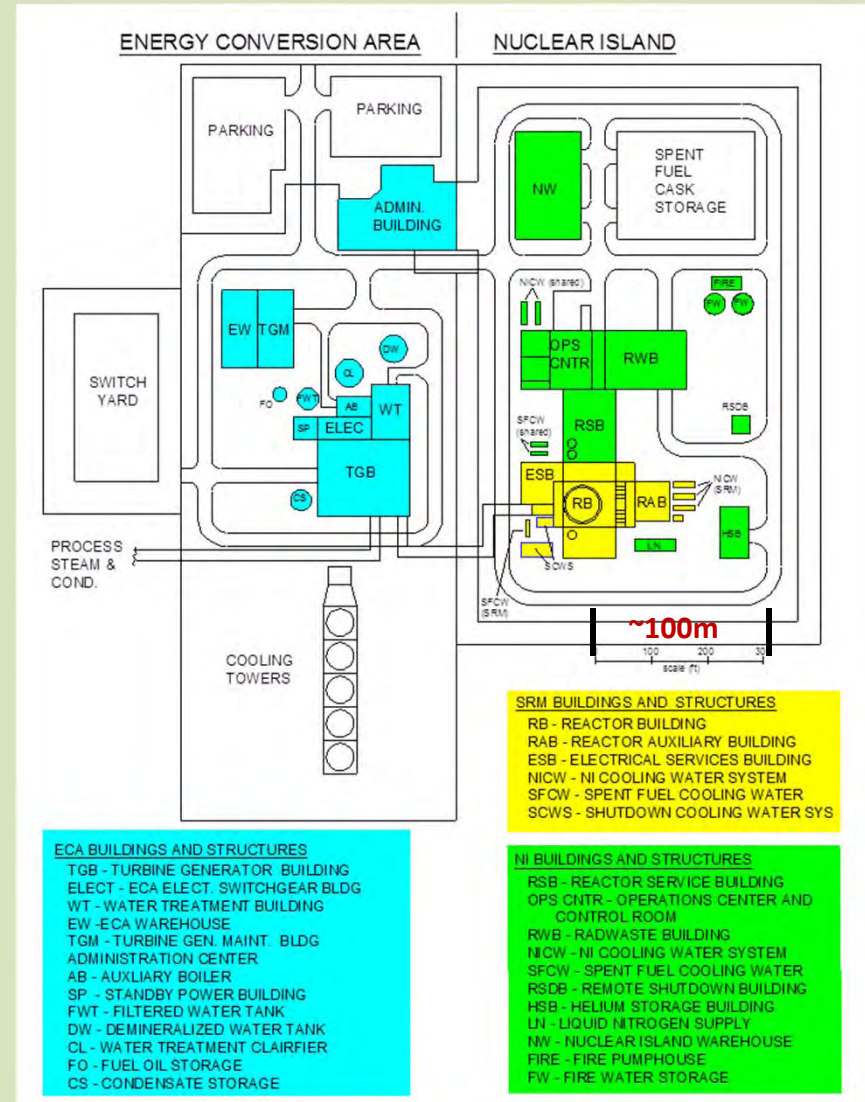 ENERGY CONVERSION AREA
NUCLEAR ISLAND
PARKING
PARKING
ADMIN.
BUILDING
NW
SPENT
FUEL
CASK
STORAGE
NICW (shared)
FIRE
FW
FW
EW
TGM
DW
CL
OPS
CNTR
RWB
SWITCH
YARD
FO
FWT
AB
WT
SP
ELEC
RSDB
SFCW
(shared)
RSB
TGB
ESB
RB
RAB
NICW
(SRM)
CS
HSB
LN
PROCESS
STEAM &
COND.
SCWS
SFCW
(SRM)
~100m
100
200
30
scale (ft)
COOLING
TOWERS
SRM BUILDINGS AND STRUCTURES
RB - REACTOR BUILDING
RAB - REACTOR AUXILIARY BUILDING
ESB - ELECTRICAL SERVICES BUILDING
NICW - NI COOLING WATER SYSTEM
SFCW - SPENT FUEL COOLING WATER
SCWS - SHUTDOWN COOLING WATER SYS
ECA BUILDINGS AND STRUCTURES
TGB - TURBINE GENERATOR BUILDING
ELECT - ECA ELECT. SWITCHGEAR BLDG
WT - WATER TREATMENT BUILDING
EW -ECA WAREHOUSE
TGM - TURBINE GEN. MAINT. BLDG
ADMINISTRATION CENTER
AB - AUXLIARY BOILER
SP - STANDBY POWER BUILDING
FWT - FILTERED WATER TANK
DW - DEMINERALIZED WATER TANK
CL - WATER TREATMENT CLAIRFIER
FO - FUEL OIL STORAGE
CS - CONDENSATE STORAGE
NI BUILDINGS AND STRUCTURES
RSB - REACTOR SERVICE BUILDING
OPS CNTR - OPERATIONS CENTER AND
CONTROL ROOM
RWB - RADWASTE BUILDING
NICW - NI COOLING WATER SYSTEM
SFCW - SPENT FUEL COOLING WATER
RSDB - REMOTE SHUTDOWN BUILDING
HSB - HELIUM STORAGE BUILDING
LN - LIQUID NITROGEN SUPPLY
NW - NUCLEAR ISLAND WAREHOUSE
FIRE - FIRE PUMPHOUSE
FW - FIRE WATER STORAGE